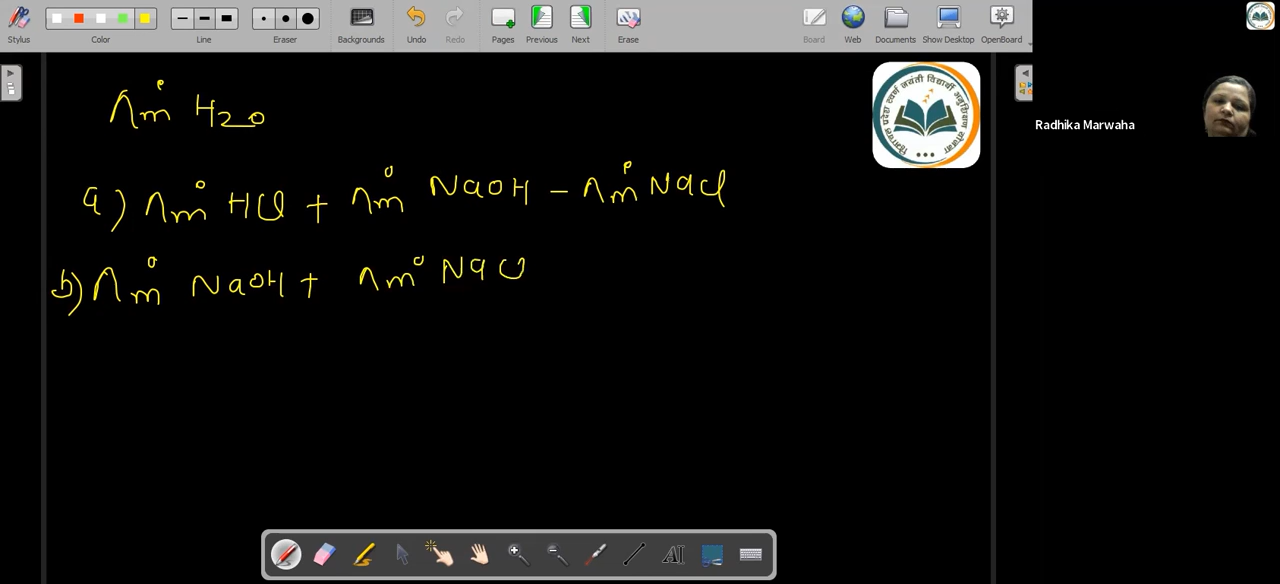 Stylus Color Line Eraser Backgrounds Undo Redo Pages Previous Next Erase Board Web Documents Show Desktop OpenBoard
Λm° H2O
Radhika Marwaha
a) Λm° HCl + Λm° NaOH - Λm° NaCl
b) Λm° NaOH + Λm° NaCl
AI